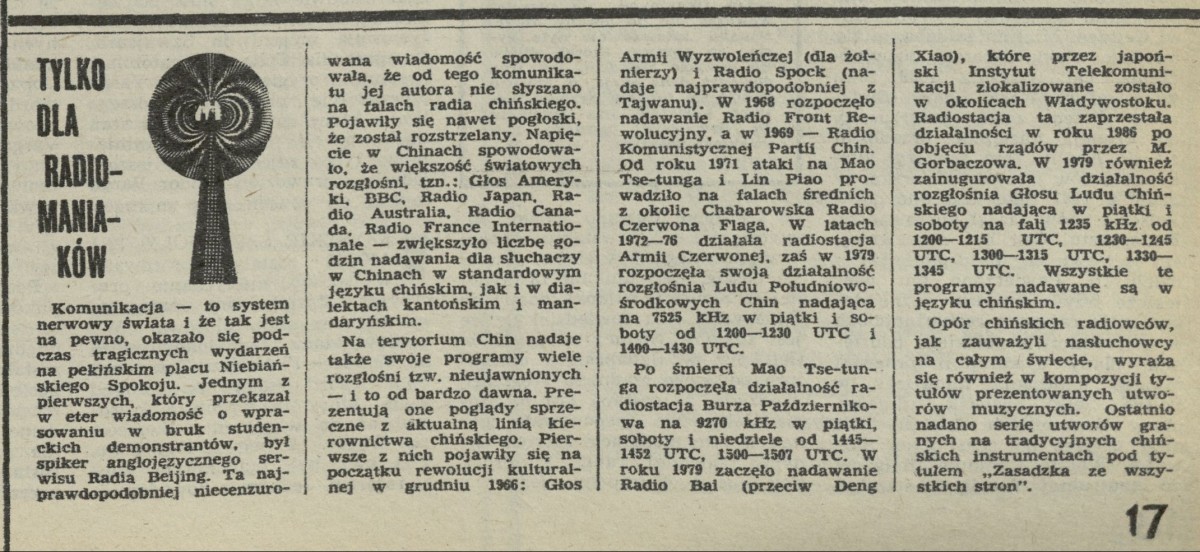 TYLKO
DLA
RADIO-
MANIA-
KÓW
Komunikacja — to system
nerwowy świata i że tak jest
na pewno, okazało się pod-
czas tragicznych wydarzeń
na pekińskim placu Niebiań-
skiego Spokoju. Jednym z
pierwszych, który przekazał
w eter wiadomość o wpra-
sowaniu w bruk studen-
ckich demonstrantów, był
spiker anglojęzycznego ser-
wisu Radia Beijing. Ta naj-
prawdopodobniej niecenzuro-
wana wiadomość spowodo-
wała, że od tego komunika-
tu jej autora nie słyszano
na falach radia chińskiego.
Pojawiły się nawet pogłoski,
że został rozstrzelany. Napię-
cie w Chinach spowodowa-
ło, że większość światowych
rozgłośni, tzn.: Głos Amery-
ki, BBC, Radio Japan, Ra-
dio Australia, Radio Cana-
da, Radio France Internatio-
nale — zwiększyło liczbę go-
dzin nadawania dla słuchaczy
w Chinach w standardowym
języku chińskim, jak i w dia-
lektach kantońskim i man-
daryńskim.
Na terytorium Chin nadaje
także swoje programy wiele
rozgłośni tzw. nieujawnionych
— i to od bardzo dawna. Pre-
zentują one poglądy sprze-
czne z aktualną linią kie-
rownictwa chińskiego. Pier-
wsze z nich pojawiły się na
początku rewolucji kultural-
nej w grudniu 1966: Głos
Armii Wyzwoleńczej (dla żoł-
nierzy) i Radio Spock (na-
daje najprawdopodobniej z
Tajwanu). W 1968 rozpoczęło
nadawanie Radio Front Re-
wolucyjny, a w 1969 — Radio
Komunistycznej Partii Chin.
Od roku 1971 ataki na Mao
Tse-tunga i Lin Piao pro-
wadziło na falach średnich
z okolic Chabarowska Radio
Czerwona Flaga. W latach
1972—76 działała radiostacja
Armii Czerwonej, zaś w 1979
rozpoczęła swoją działalność
rozgłośnia Ludu Południowo-
środkowych Chin nadająca
na 7525 kHz w piątki i so-
boty od 1200—1230 UTC i
1400—1430 UTC.
Po śmierci Mao Tse-tun-
ga rozpoczęła działalność ra-
diostacja Burza Październiko-
wa na 9270 kHz w piątki,
soboty i niedziele od 1445—
1452 UTC, 1500—1507 UTC. W
roku 1979 zaczęło nadawanie
Radio Bai (przeciw Deng
Xiao), które przez japoń-
ski Instytut Telekomuni-
kacji zlokalizowane zostało
w okolicach Władywostoku.
Radiostacja ta zaprzestała
działalności w roku 1986 po
objęciu rządów przez M.
Gorbaczowa. W 1979 również
zainugurowała działalność
rozgłośnia Głosu Ludu Chiń-
skiego nadająca w piątki i
soboty na fali 1235 kHz od
1200—1215 UTC, 1230—1245
UTC, 1300—1315 UTC, 1330—
1345 UTC. Wszystkie te
programy nadawane są w
języku chińskim.
Opór chińskich radiowców,
jak zauważyli nasłuchowcy
na całym świecie, wyraża
się również w kompozycji ty-
tułów prezentowanych utwo-
rów muzycznych. Ostatnio
nadano serię utworów gra-
nych na tradycyjnych chiń-
skich instrumentach pod ty-
tułem „Zasadzka ze wszy-
stkich stron”.
17